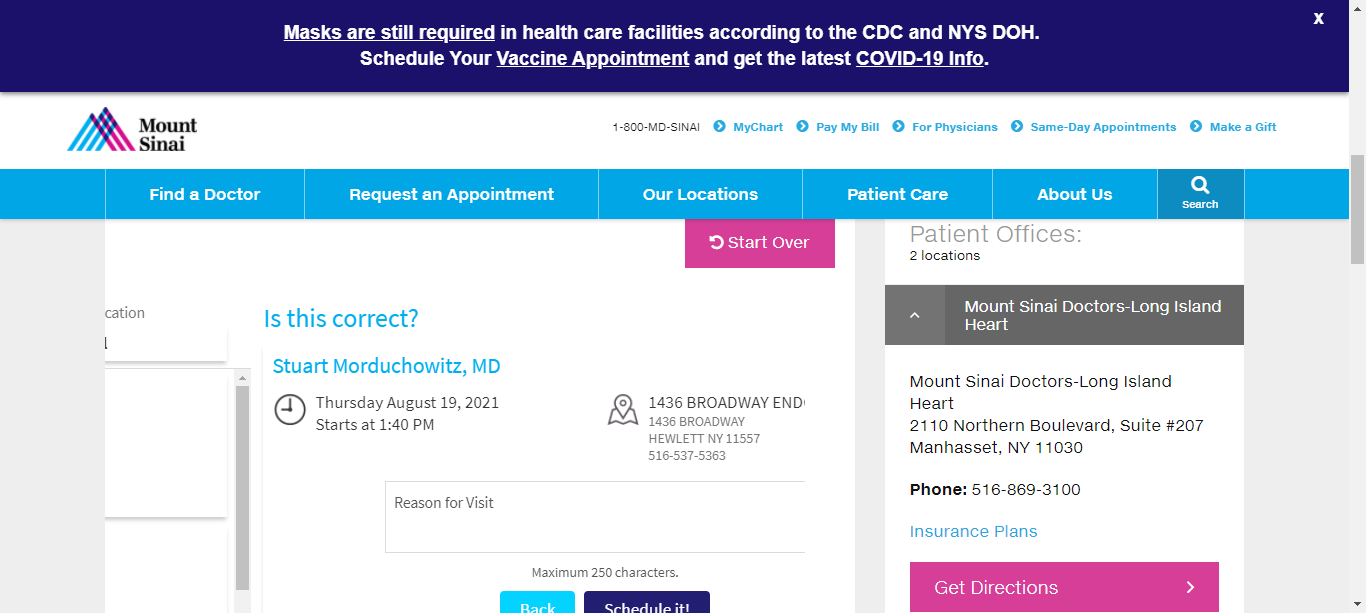 Masks are still required in health care facilities according to the CDC and NYS DOH.
X
Schedule Your Vaccine Appointment and get the latest COVID-19 Info.
Mount
Sinai
1-800-MD-SINAI
MyChart
Pay My Bill
For Physicians
Same-Day Appointments
Make a Gift
Find a Doctor
Request an Appointment
Our Locations
Patient Care
About Us
Search
Start Over
cation
Is this correct?
Stuart Morduchowitz, MD
Thursday August 19, 2021
Starts at 1:40 PM
1436 BROADWAY END
1436 BROADWAY
HEWLETT NY 11557
516-537-5363
Reason for Visit
Maximum 250 characters.
Back
Schedule it!
Patient Offices:
2 locations
Mount Sinai Doctors-Long Island
Heart
Mount Sinai Doctors-Long Island
Heart
2110 Northern Boulevard, Suite #207
Manhasset, NY 11030
Phone: 516-869-3100
Insurance Plans
Get Directions